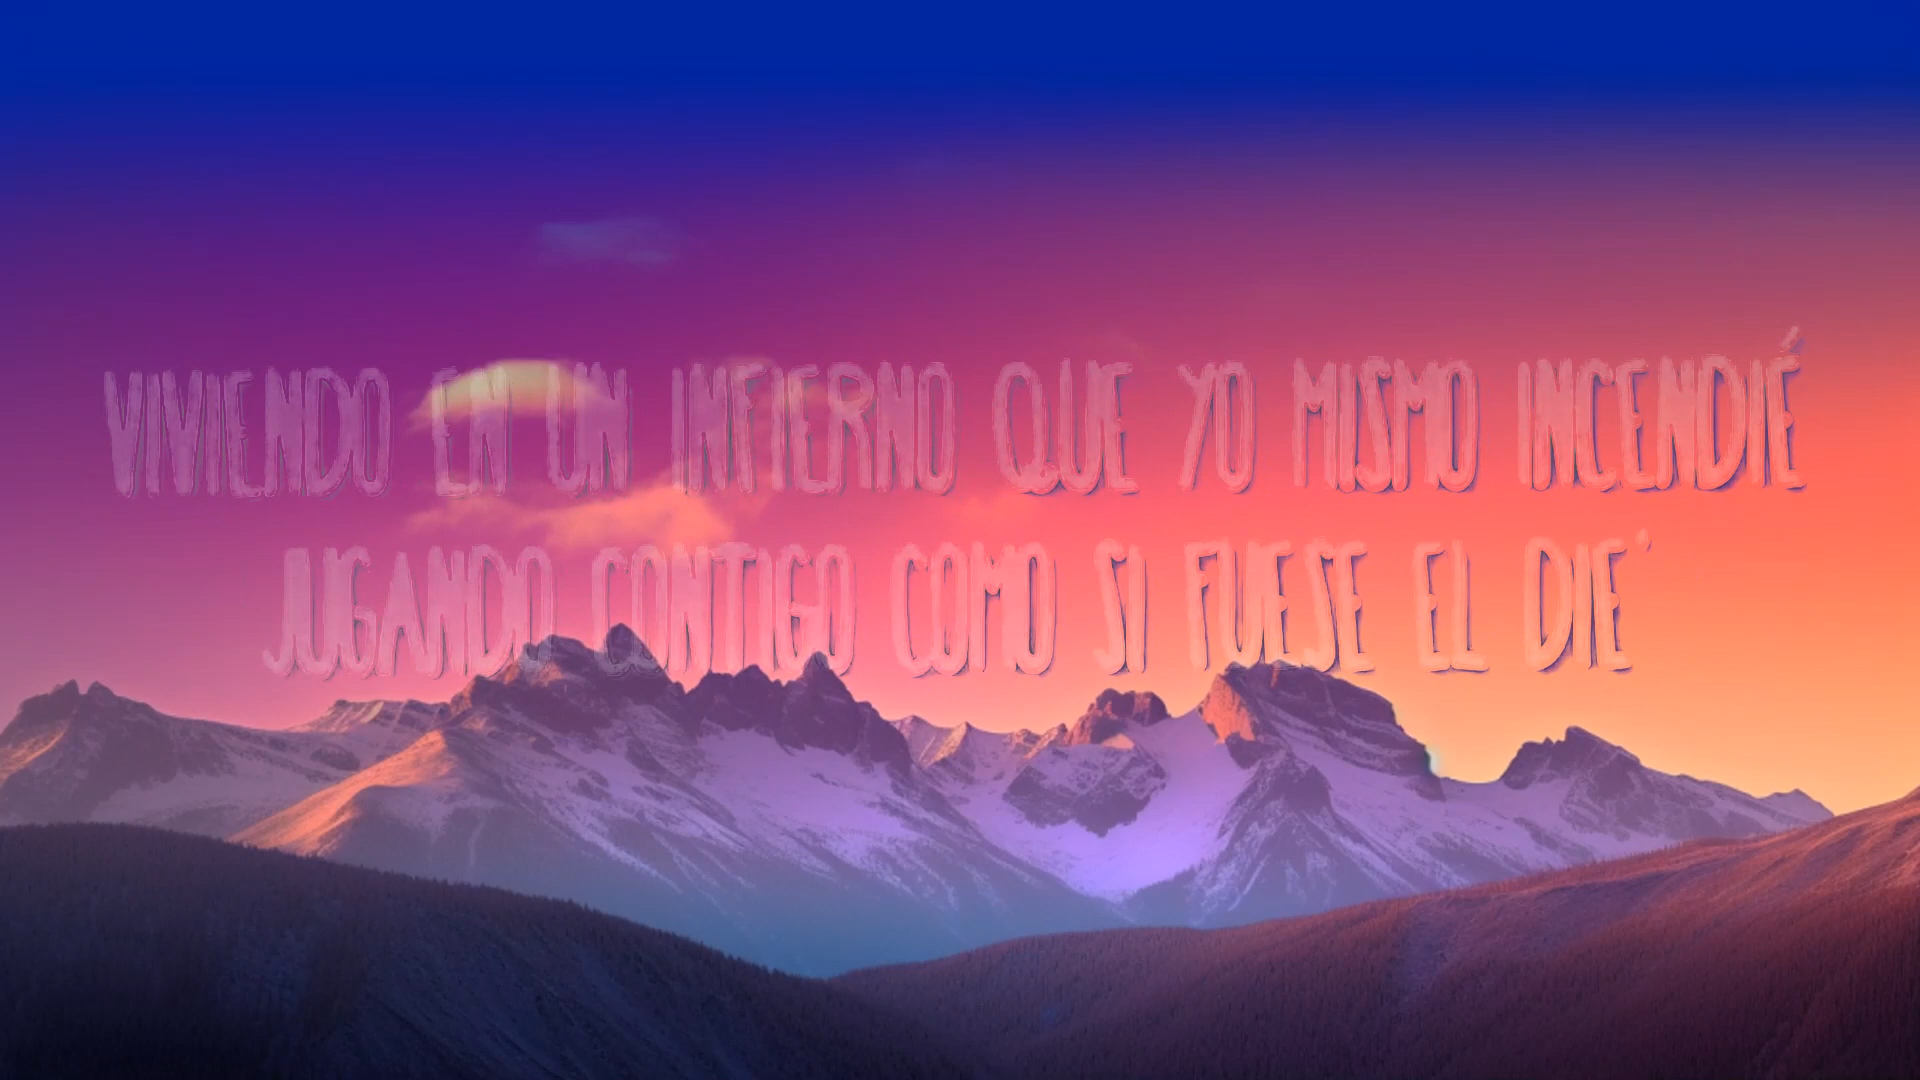 VIVIENDO EN UN INFIERNO QUE YO MISMO INCENDIÉ
JUGANDO CONTIGO COMO SI FUESE EL DIE'